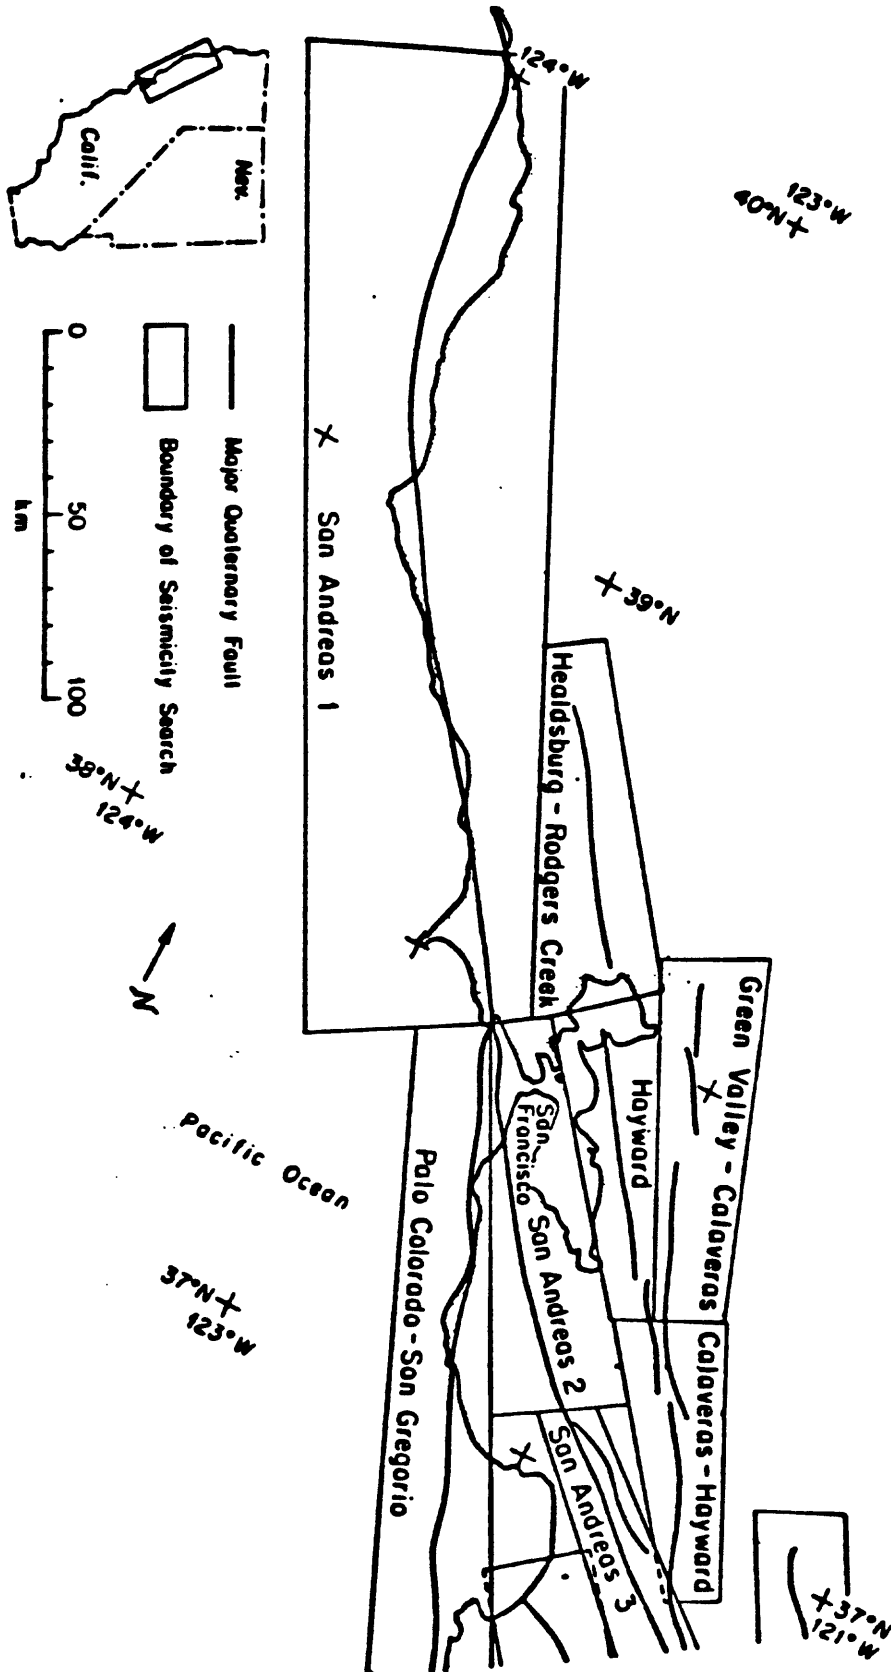 124°W
123°W
40°N
Nev.
Calif.
Major Quaternary Fault
Boundary of Seismicity Search
0 50 100
km
San Andreas 1
39°N
Healdsburg - Rodgers Creek
38°N
124°W
N
Green Valley - Calaveras
Hayward
San
Francisco
San Andreas 2
Pacific Ocean
Palo Colorado - San Gregorio
37°N
123°W
Calaveras - Hayward
San Andreas 3
37°N
121°W